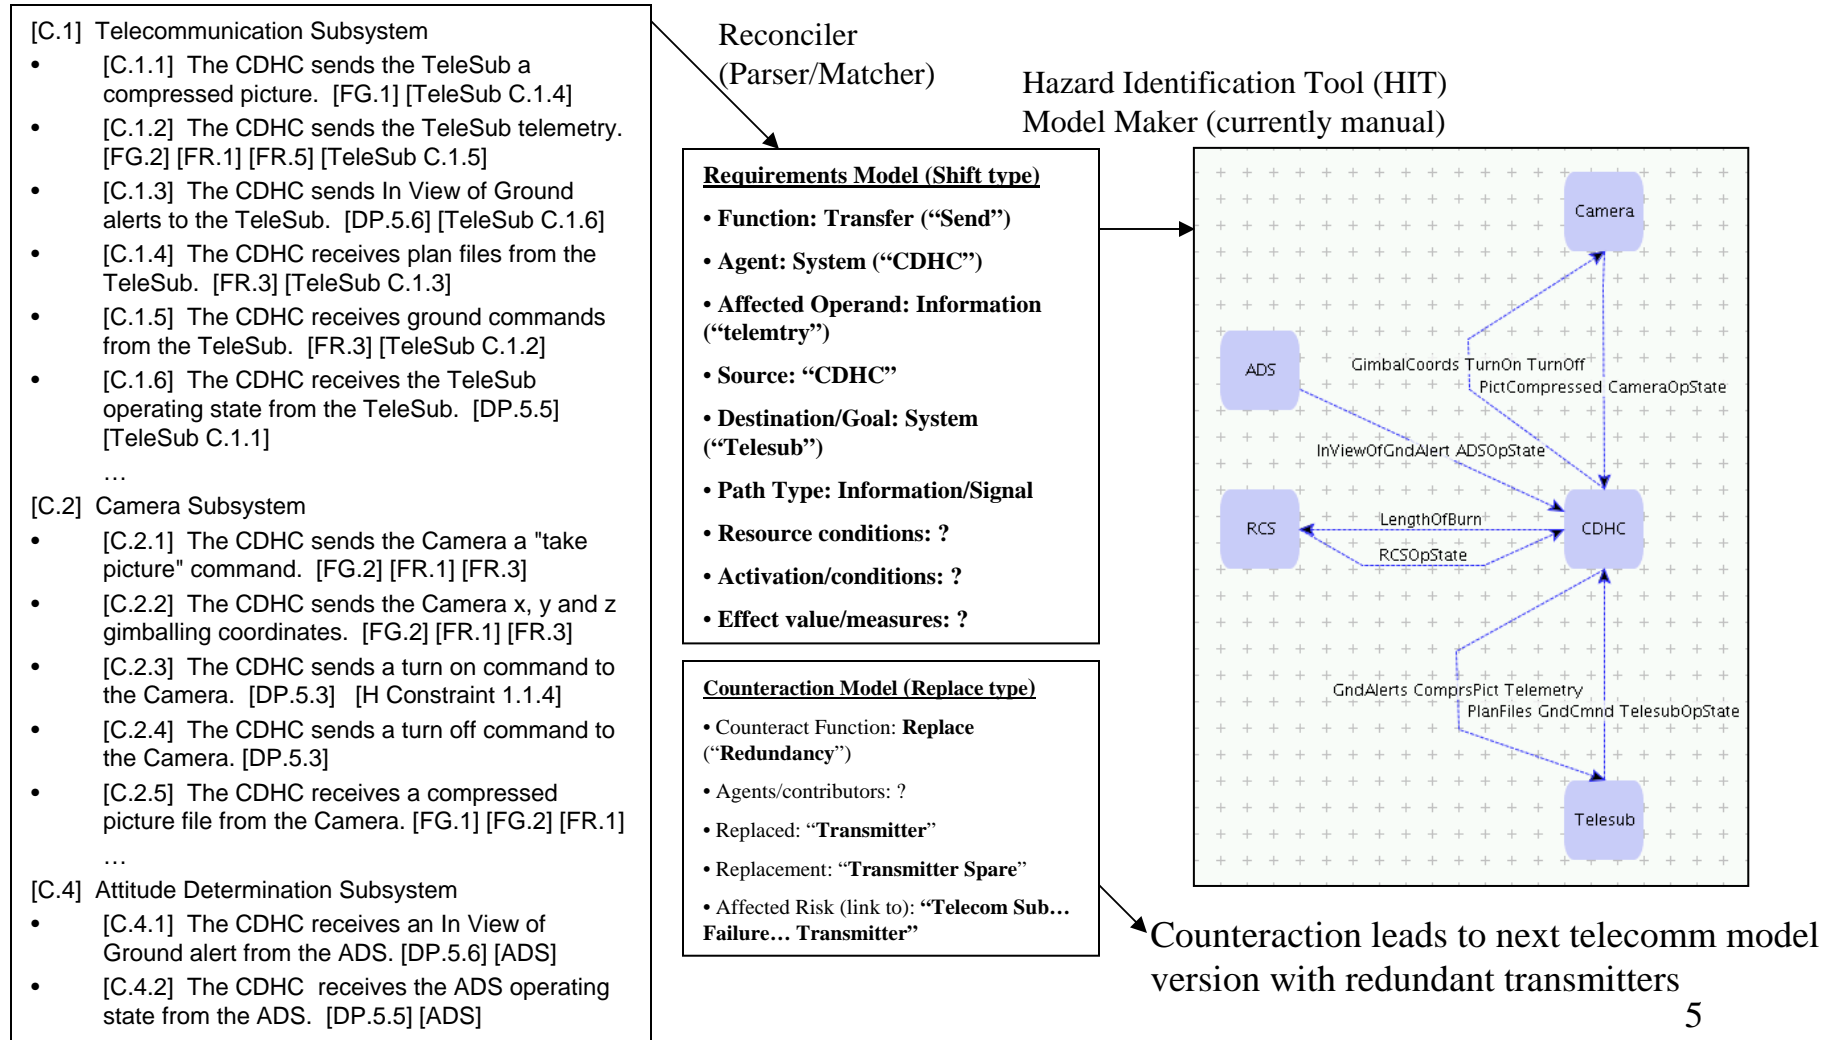 [C.1] Telecommunication Subsystem
• [C.1.1] The CDHC sends the TeleSub a
compressed picture. [FG.1] [TeleSub C.1.4]
• [C.1.2] The CDHC sends the TeleSub telemetry.
[FG.2] [FR.1] [FR.5] [TeleSub C.1.5]
• [C.1.3] The CDHC sends In View of Ground
alerts to the TeleSub. [DP.5.6] [TeleSub C.1.6]
• [C.1.4] The CDHC receives plan files from the
TeleSub. [FR.3] [TeleSub C.1.3]
• [C.1.5] The CDHC receives ground commands
from the TeleSub. [FR.3] [TeleSub C.1.2]
• [C.1.6] The CDHC receives the TeleSub
operating state from the TeleSub. [DP.5.5]
[TeleSub C.1.1]
…
[C.2] Camera Subsystem
• [C.2.1] The CDHC sends the Camera a "take
picture" command. [FG.2] [FR.1] [FR.3]
• [C.2.2] The CDHC sends the Camera x, y and z
gimballing coordinates. [FG.2] [FR.1] [FR.3]
• [C.2.3] The CDHC sends a turn on command to
the Camera. [DP.5.3] [H Constraint 1.1.4]
• [C.2.4] The CDHC sends a turn off command to
the Camera. [DP.5.3]
• [C.2.5] The CDHC receives a compressed
picture file from the Camera. [FG.1] [FG.2] [FR.1]
…
[C.4] Attitude Determination Subsystem
• [C.4.1] The CDHC receives an In View of
Ground alert from the ADS. [DP.5.6] [ADS]
• [C.4.2] The CDHC receives the ADS operating
state from the ADS. [DP.5.5] [ADS]
Reconciler
(Parser/Matcher)
Requirements Model (Shift type)
• Function: Transfer (“Send”)
• Agent: System (“CDHC”)
• Affected Operand: Information
(“telemtry”)
• Source: “CDHC”
• Destination/Goal: System
(“Telesub”)
• Path Type: Information/Signal
• Resource conditions: ?
• Activation/conditions: ?
• Effect value/measures: ?
Counteraction Model (Replace type)
• Counteract Function: Replace
(“Redundancy”)
• Agents/contributors: ?
• Replaced: “Transmitter”
• Replacement: “Transmitter Spare”
• Affected Risk (link to): “Telecom Sub…
Failure… Transmitter”
Hazard Identification Tool (HIT)
Model Maker (currently manual)
Camera
ADS
GimbalCoords TurnOn TurnOff
PictCompressed CameraOpState
InViewOfGndAlert ADSOpState
RCS
LengthOfBurn
CDHC
RCSOpState
GndAlerts ComprsPict Telemetry
PlanFiles GndCmnd TelesubOpState
Telesub
Counteraction leads to next telecomm model
version with redundant transmitters
5